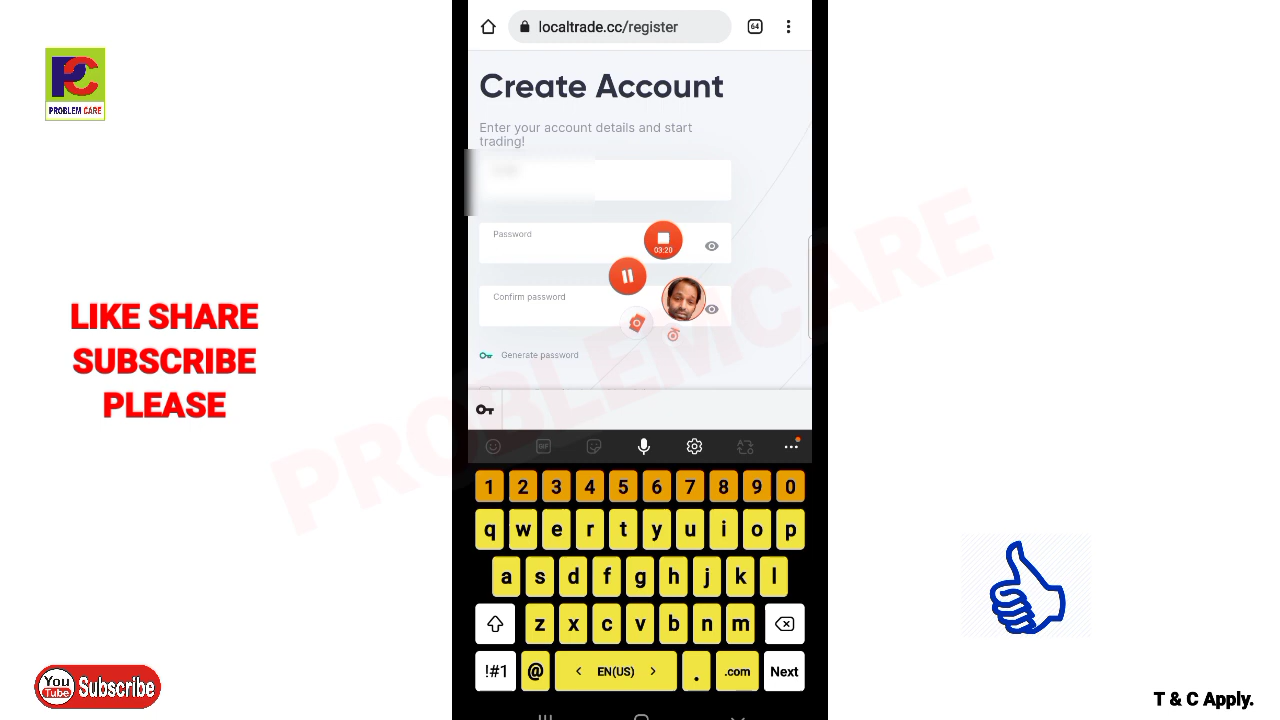 PC
PROBLEM CARE
LIKE SHARE
SUBSCRIBE
PLEASE
You
Tube
Subscribe
localtrade.cc/register
64
Create Account
Enter your account details and start
trading!
Password
03:20
Confirm password
Generate password
GIF
1 2 3 4 5 6 7 8 9 0
q w e r t y u i o p
a s d f g h j k l
z x c v b n m
!#1 @ < EN(US) > . .com Next
PROBLEMCARE
T & C Apply.